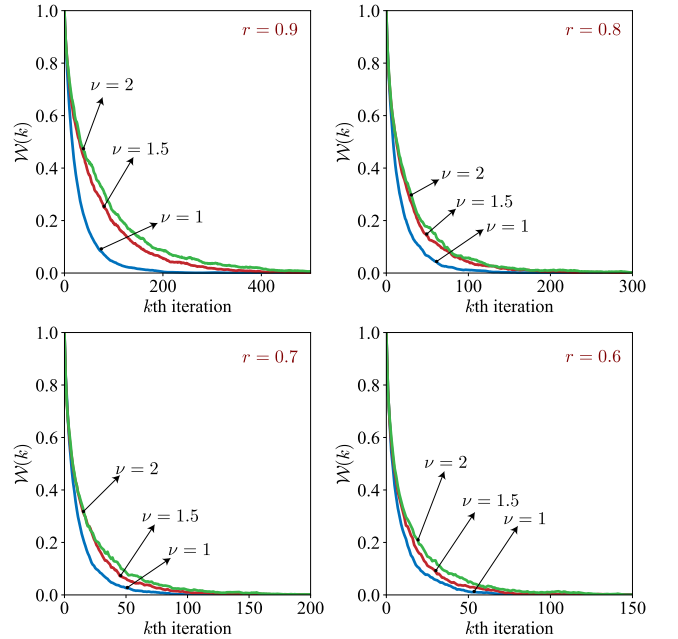 1.0
0.8
0.6
0.4
0.2
0.0
𝒲(k)
r = 0.9
ν = 2
ν = 1.5
ν = 1
0 200 400
kth iteration
1.0
0.8
0.6
0.4
0.2
0.0
𝒲(k)
r = 0.8
ν = 2
ν = 1.5
ν = 1
0 100 200 300
kth iteration
1.0
0.8
0.6
0.4
0.2
0.0
𝒲(k)
r = 0.7
ν = 2
ν = 1.5
ν = 1
0 50 100 150 200
kth iteration
1.0
0.8
0.6
0.4
0.2
0.0
𝒲(k)
r = 0.6
ν = 2
ν = 1.5
ν = 1
0 50 100 150
kth iteration